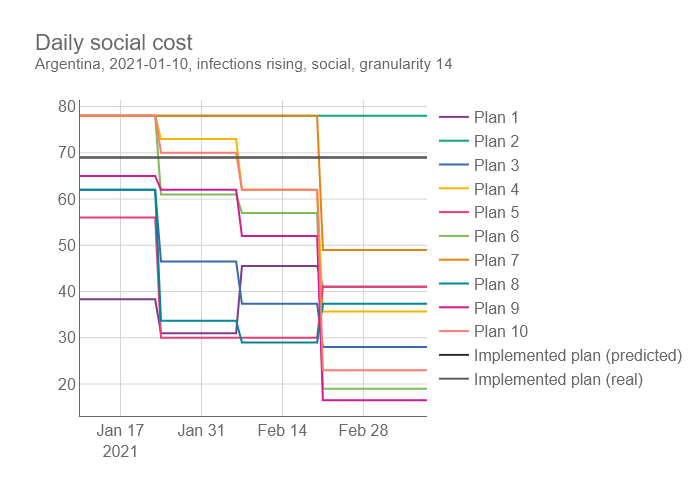 Daily social cost
Argentina, 2021-01-10, infections rising, social, granularity 14
80
70
60
50
40
30
20
Jan 17
2021
Jan 31
Feb 14
Feb 28
Plan 1
Plan 2
Plan 3
Plan 4
Plan 5
Plan 6
Plan 7
Plan 8
Plan 9
Plan 10
Implemented plan (predicted)
Implemented plan (real)